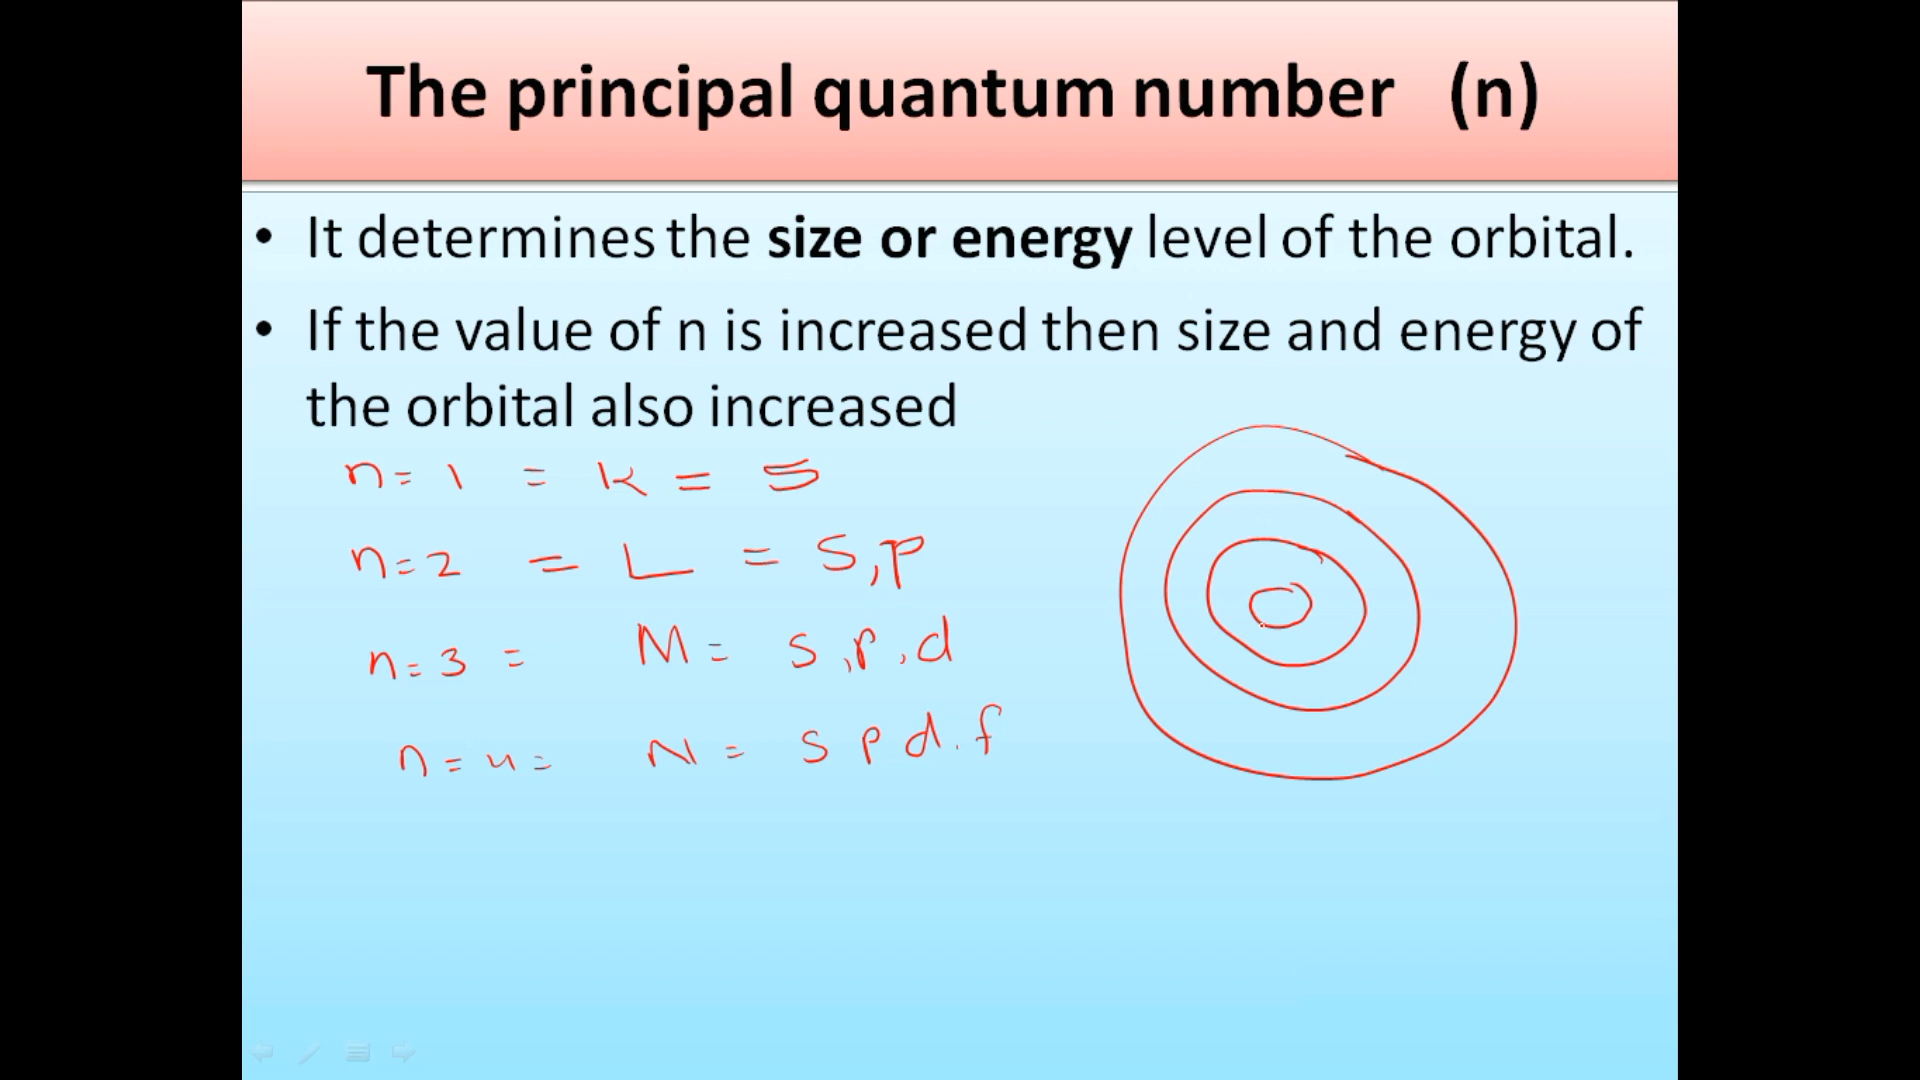 The principal quantum number (n)
• It determines the size or energy level of the orbital.
• If the value of n is increased then size and energy of
the orbital also increased
n = 1 = K = S
n = 2 = L = S, p
n = 3 = M = s, p, d
n = 4 = N = s p d. f